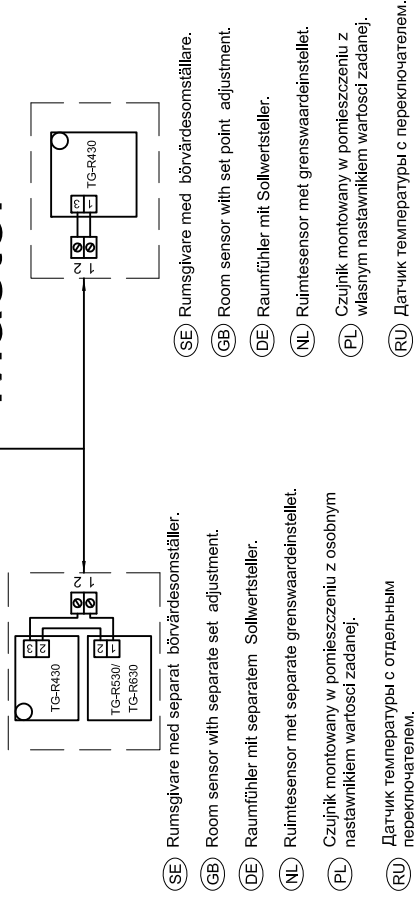 3
2
TG-R430
2
1
TG-R530/
TG-R630
1 2
SE Rumsgivare med separat börvärdesomställer.
GB Room sensor with separate set adjustment.
DE Raumfühler mit separatem Sollwertsteller.
NL Ruimtesensor met separate grenswaardeinstellet.
PL Czujnik montowany w pomieszczeniu z osobnym
nastawnikiem wartosci zadanej.
RU Датчик температуры с отдельным
переключателем.
1 2
3
1
TG-R430
SE Rumsgivare med börvärdesomställare.
GB Room sensor with set point adjustment.
DE Raumfühler mit Sollwertsteller.
NL Ruimtesensor met grenswaardeinstellet.
PL Czujnik montowany w pomieszczeniu z
wlasnym nastawnikiem wartosci zadanej.
RU Датчик температуры с переключателем.